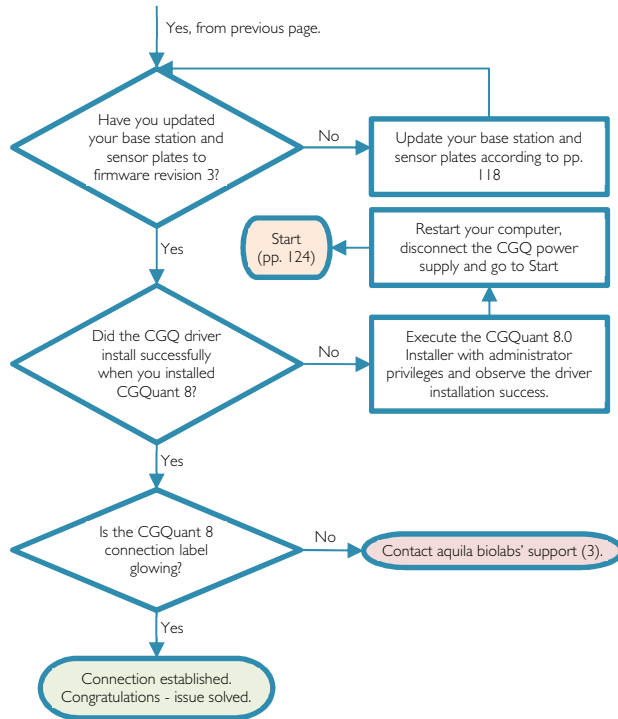 Yes, from previous page.
Have you updated
your base station and
sensor plates to
firmware revision 3?
No
Update your base station and
sensor plates according to pp.
118
Yes
Start
(pp. 124)
Restart your computer,
disconnect the CGQ power
supply and go to Start
Did the CGQ driver
install successfully
when you installed
CGQuant 8?
No
Execute the CGQuant 8.0
Installer with administrator
privileges and observe the driver
installation success.
Yes
Is the CGQuant 8
connection label
glowing?
No
Contact aquila biolabs' support (3).
Yes
Connection established.
Congratulations - issue solved.